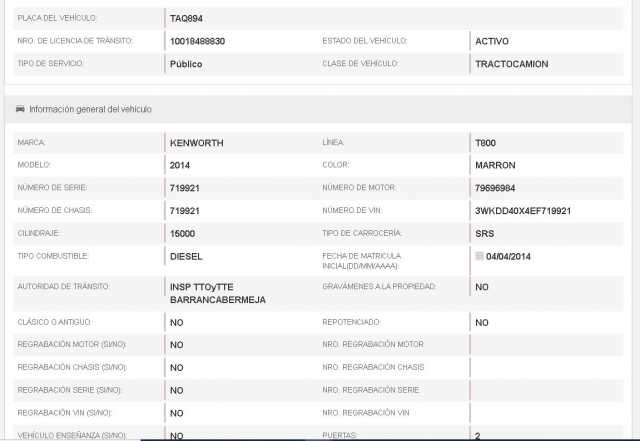 PLACA DEL VEHÍCULO: TAQ894
NRO. DE LICENCIA DE TRÁNSITO: 10018488830 ESTADO DEL VEHÍCULO: ACTIVO
TIPO DE SERVICIO: Público CLASE DE VEHÍCULO: TRACTOCAMION
Información general del vehículo
MARCA: KENWORTH LÍNEA: T800
MODELO: 2014 COLOR: MARRON
NÚMERO DE SERIE: 719921 NÚMERO DE MOTOR: 79696984
NÚMERO DE CHASIS: 719921 NÚMERO DE VIN: 3WKDD40X4EF719921
CILINDRAJE: 15000 TIPO DE CARROCERÍA: SRS
TIPO COMBUSTIBLE: DIESEL FECHA DE MATRICULA
INICIAL(DD/MM/AAAA): 04/04/2014
AUTORIDAD DE TRÁNSITO: INSP TTOyTTE GRAVÁMENES A LA PROPIEDAD: NO
BARRANCABERMEJA
CLÁSICO O ANTIGUO: NO REPOTENCIADO: NO
REGRABACIÓN MOTOR (SI/NO): NO NRO. REGRABACIÓN MOTOR
REGRABACIÓN CHASIS (SI/NO): NO NRO. REGRABACIÓN CHASIS
REGRABACIÓN SERIE (SI/NO): NO NRO. REGRABACIÓN SERIE
REGRABACIÓN VIN (SI/NO): NO NRO. REGRABACIÓN VIN
VEHÍCULO ENSEÑANZA (SI/NO): NO PUERTAS: 2